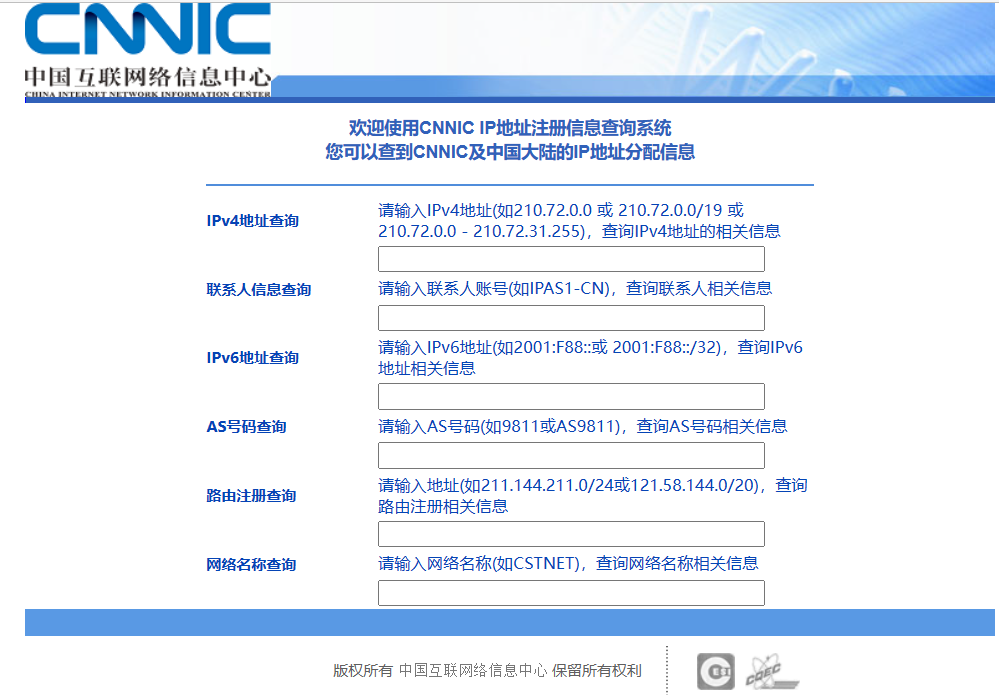 CNNIC
中国互联网络信息中心
CHINA INTERNET NETWORK INFORMATION CENTER
欢迎使用CNNIC IP地址注册信息查询系统
您可以查到CNNIC及中国大陆的IP地址分配信息
IPv4地址查询
请输入IPv4地址(如210.72.0.0 或 210.72.0.0/19 或
210.72.0.0 - 210.72.31.255)，查询IPv4地址的相关信息
联系人信息查询
请输入联系人账号(如IPAS1-CN)，查询联系人相关信息
IPv6地址查询
请输入IPv6地址(如2001:F88::或 2001:F88::/32)，查询IPv6
地址相关信息
AS号码查询
请输入AS号码(如9811或AS9811)，查询AS号码相关信息
路由注册查询
请输入地址(如211.144.211.0/24或121.58.144.0/20)，查询
路由注册相关信息
网络名称查询
请输入网络名称(如CSTNET)，查询网络名称相关信息
版权所有 中国互联网络信息中心 保留所有权利
CQEC